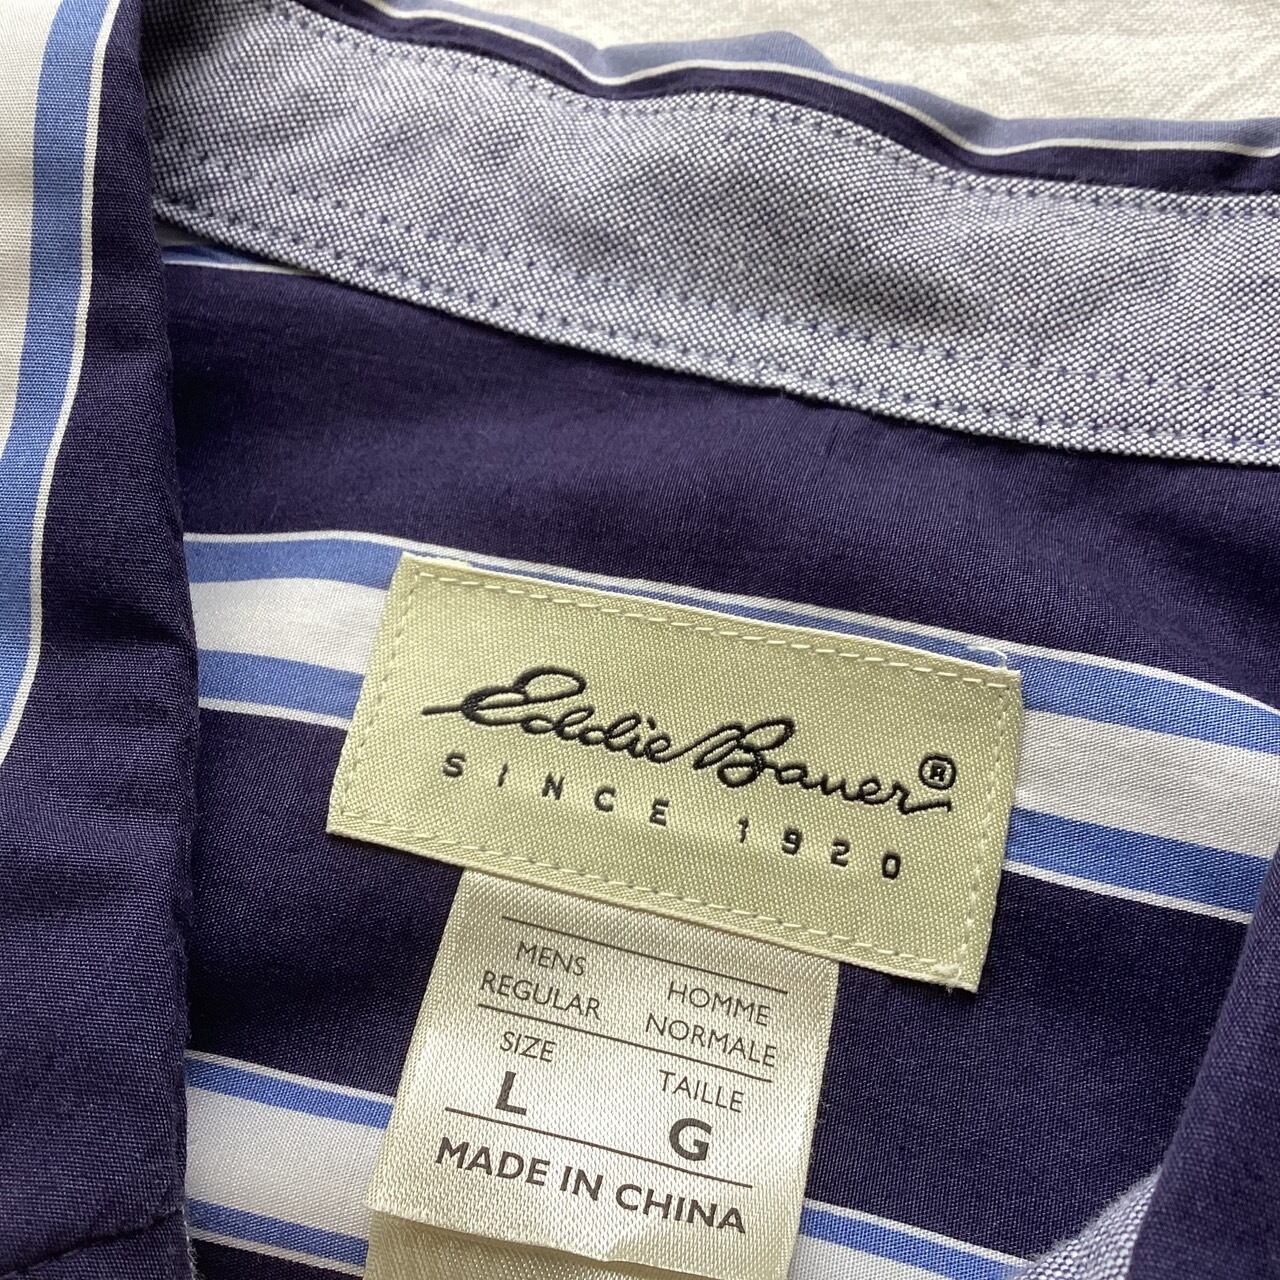 Eddie Bauer®
SINCE 1920
MENS HOMME
REGULAR NORMALE
SIZE TAILLE
L G
MADE IN CHINA